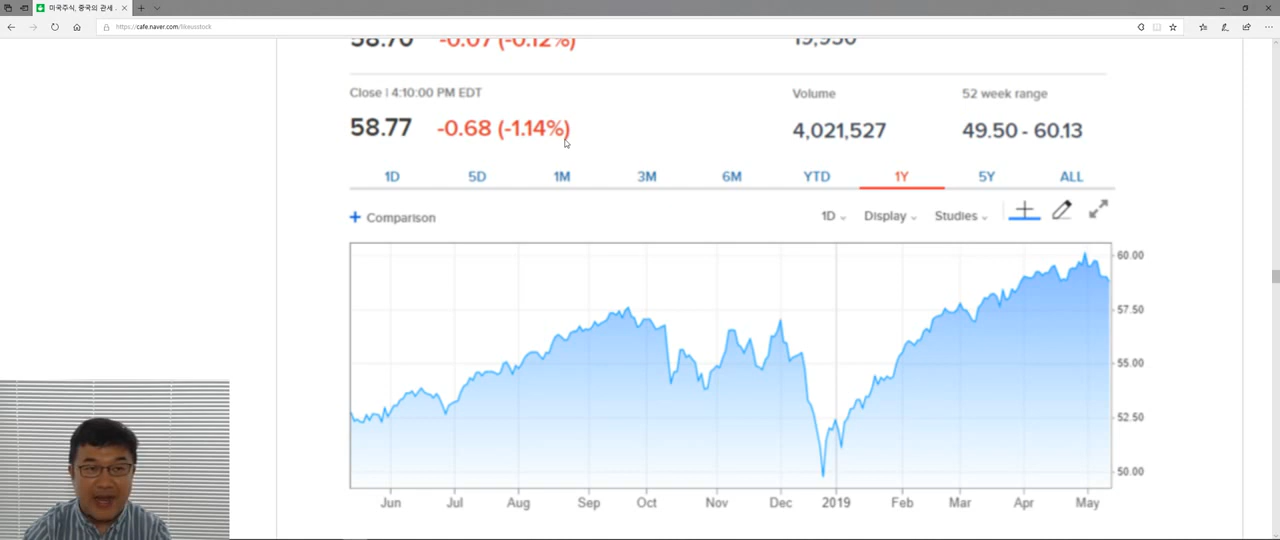 미국주식, 중국의 관세 .
https://cafe.naver.com/likeusstock
58.70 -0.07 (-0.12%) 19,930
Close | 4:10:00 PM EDT Volume 52 week range
58.77 -0.68 (-1.14%) 4,021,527 49.50 - 60.13
1D 5D 1M 3M 6M YTD 1Y 5Y ALL
+ Comparison 1D Display Studies
60.00
57.50
55.00
52.50
50.00
Jun Jul Aug Sep Oct Nov Dec 2019 Feb Mar Apr May